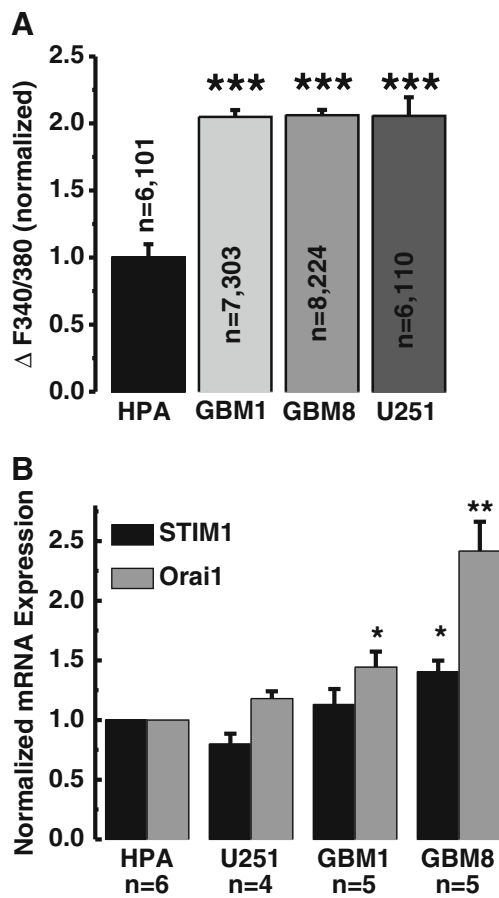 A
Δ F340/380 (normalized)
2.5
2.0
1.5
1.0
0.5
0.0
*** *** ***
n=6,101
n=7,303
n=8,224
n=6,110
HPA GBM1 GBM8 U251
B
Normalized mRNA Expression
2.5
2.0
1.5
1.0
0.5
0.0
STIM1
Orai1
* * **
HPA U251 GBM1 GBM8
n=6 n=4 n=5 n=5